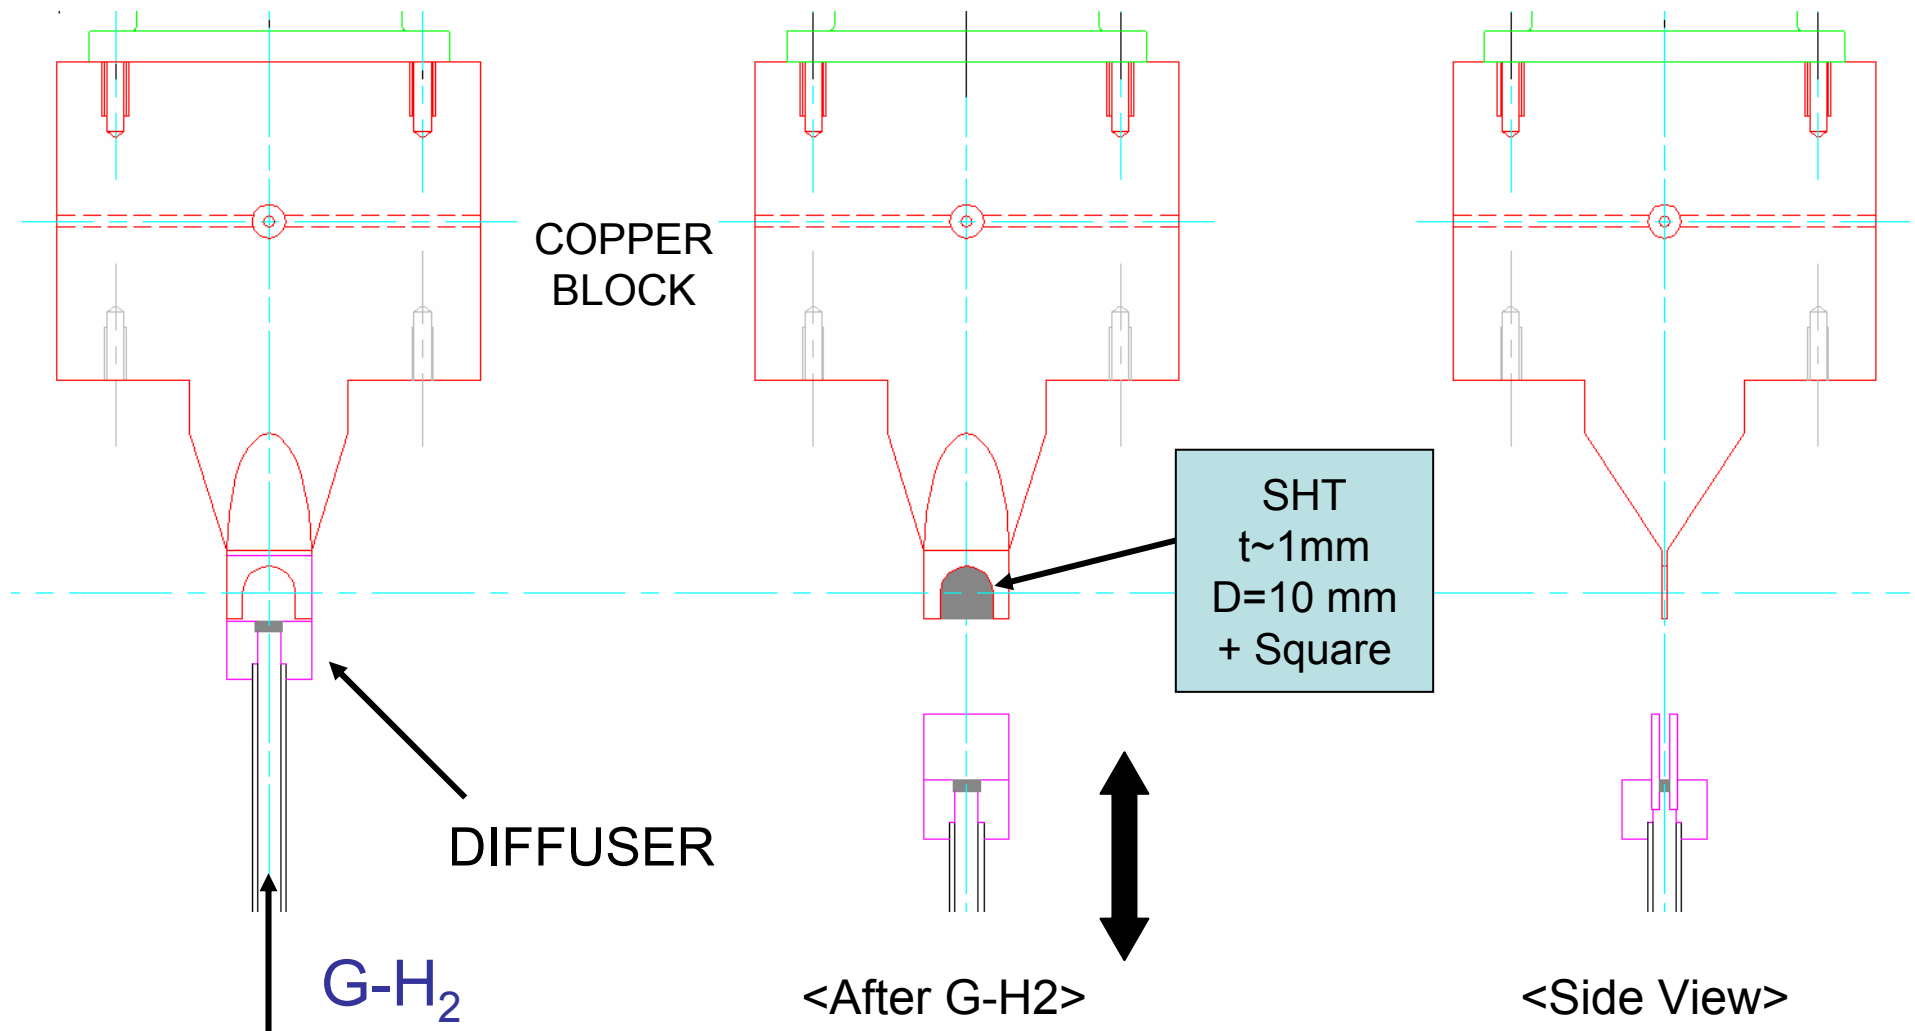 COPPER
BLOCK
SHT
t~1mm
D=10 mm
+ Square
DIFFUSER
G-H₂
<After G-H2>
<Side View>